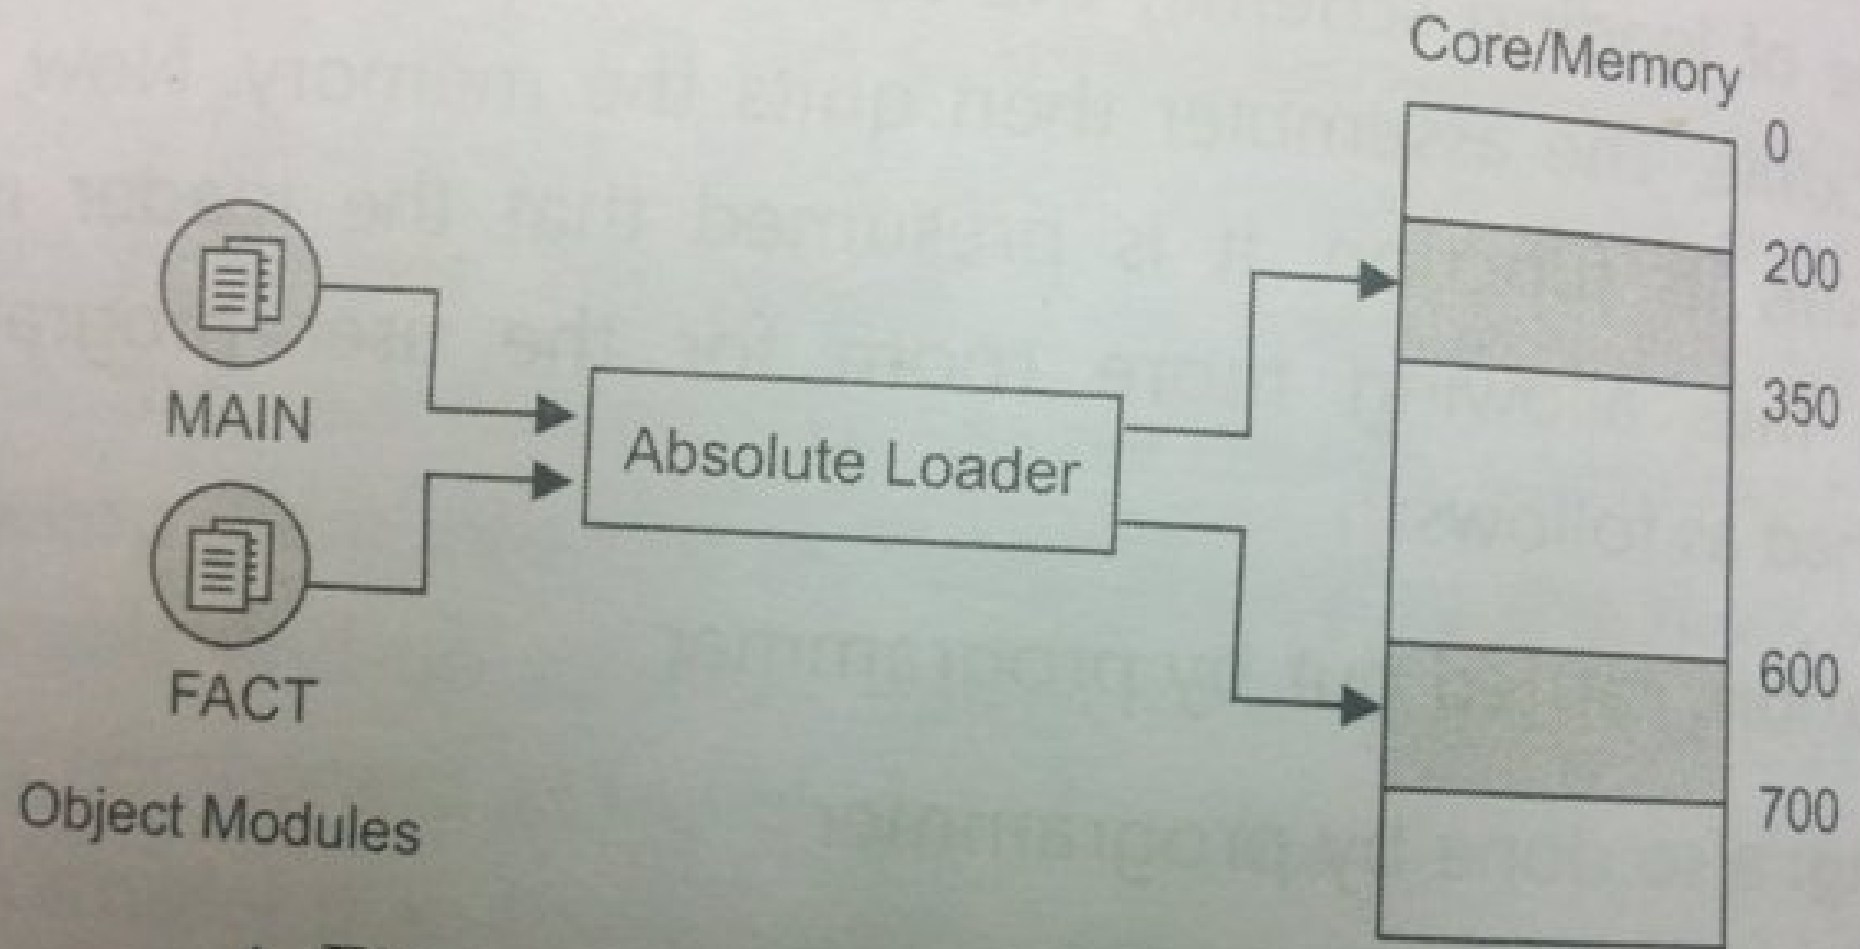 Core/Memory
0
200
350
600
700
MAIN
Absolute Loader
FACT
Object Modules